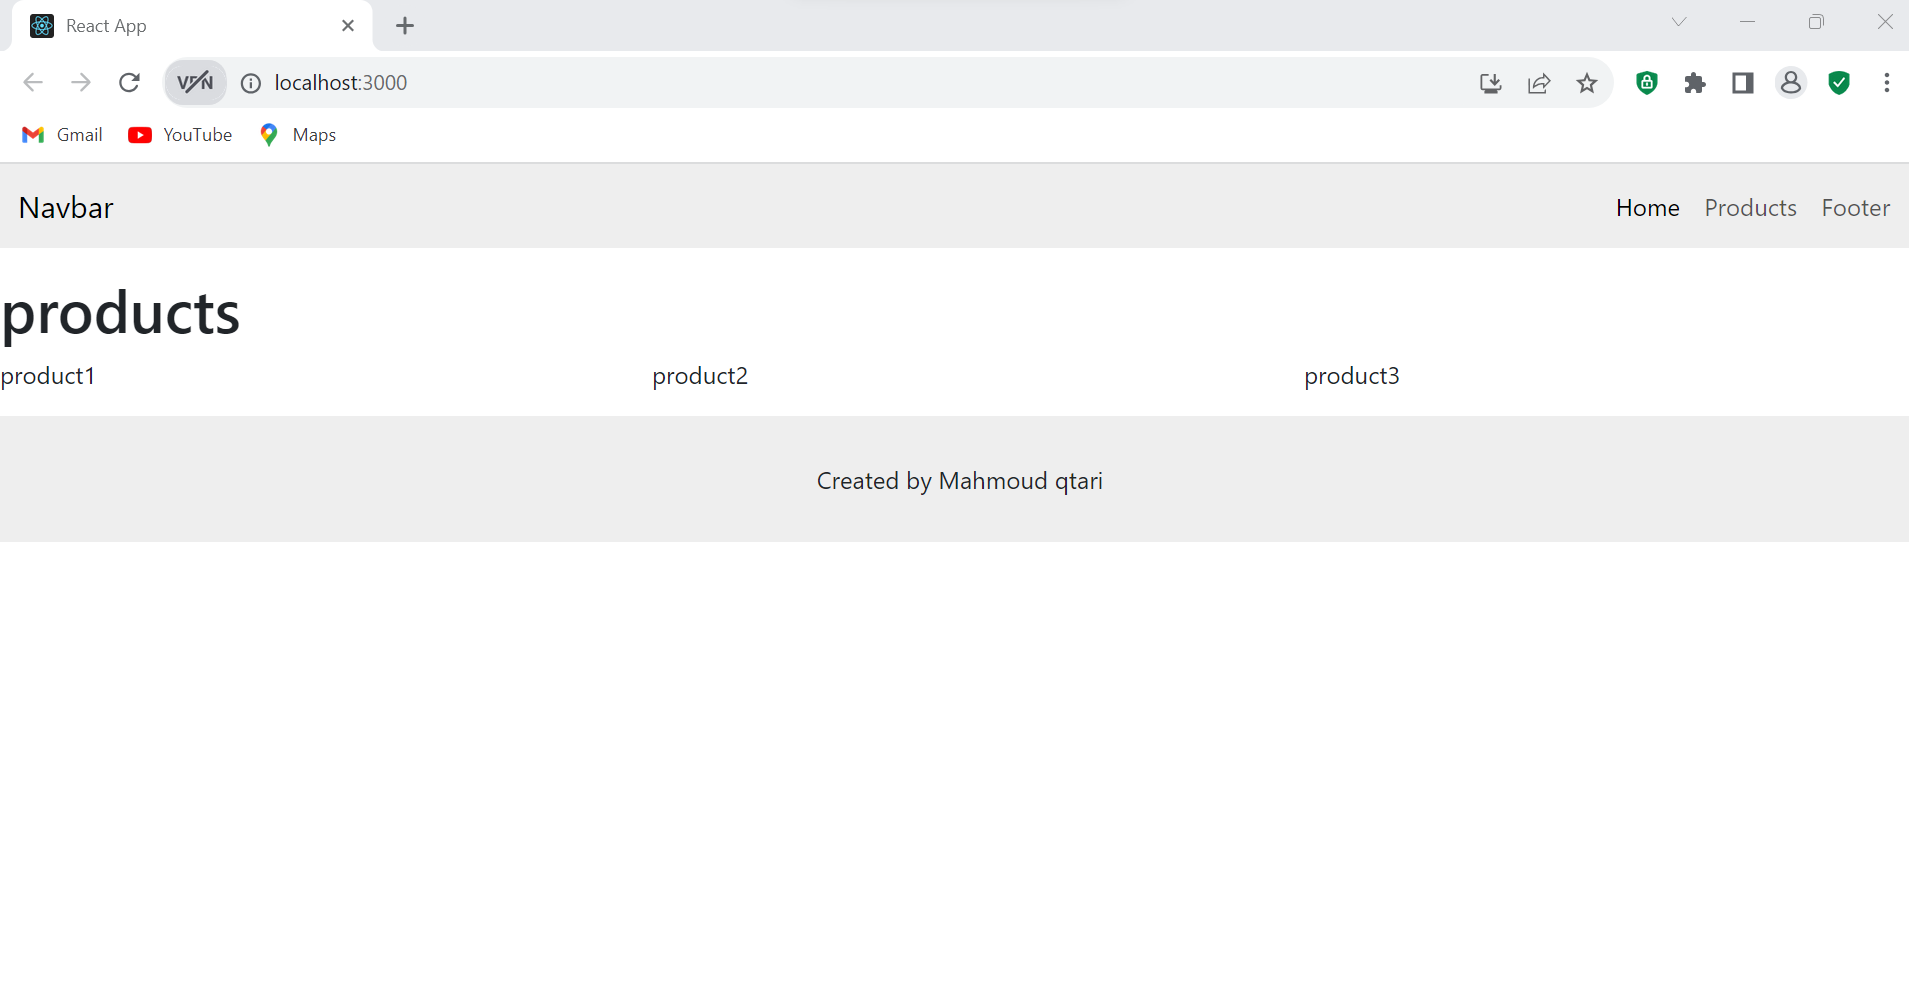 React App
VPN localhost:3000
Gmail YouTube Maps
Navbar Home Products Footer
products
product1 product2 product3
Created by Mahmoud qtari